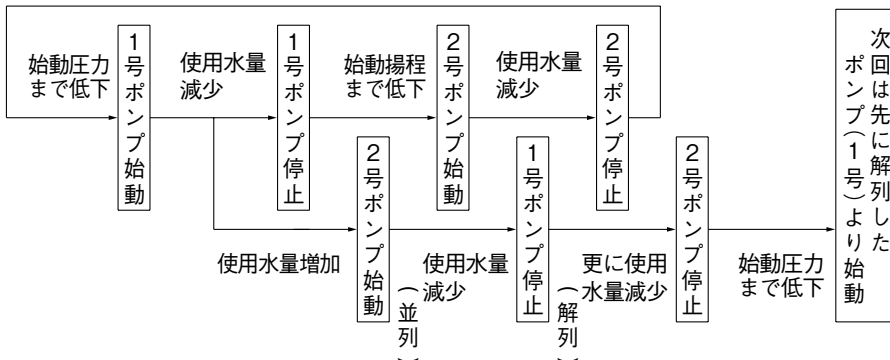 始動圧力
まで低下
1号ポンプ始動
使用水量
減少
1号ポンプ停止
始動揚程
まで低下
2号ポンプ始動
使用水量
減少
2号ポンプ停止
使用水量増加
2号ポンプ始動
(並列)
使用水量
減少
1号ポンプ停止
(解列)
更に使用
水量減少
2号ポンプ停止
始動圧力
まで低下
次回は先に解列した
ポンプ(1号)より始動